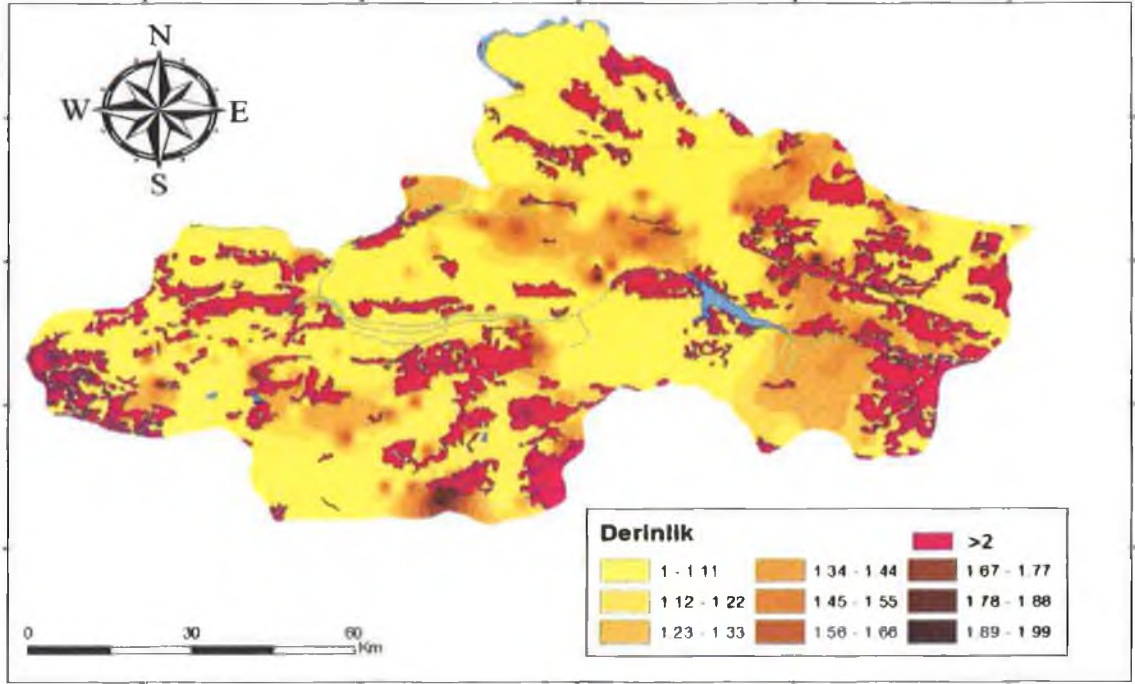 N
W E
S
Derinlik
>2
1 - 1 11
1 34 - 1 44
1 67 - 1.77
1 12 - 1 22
1 45 - 1 55
1 78 - 1 88
1 23 - 1 33
1 56 - 1 66
1 89 - 1 99
0 30 60
Km